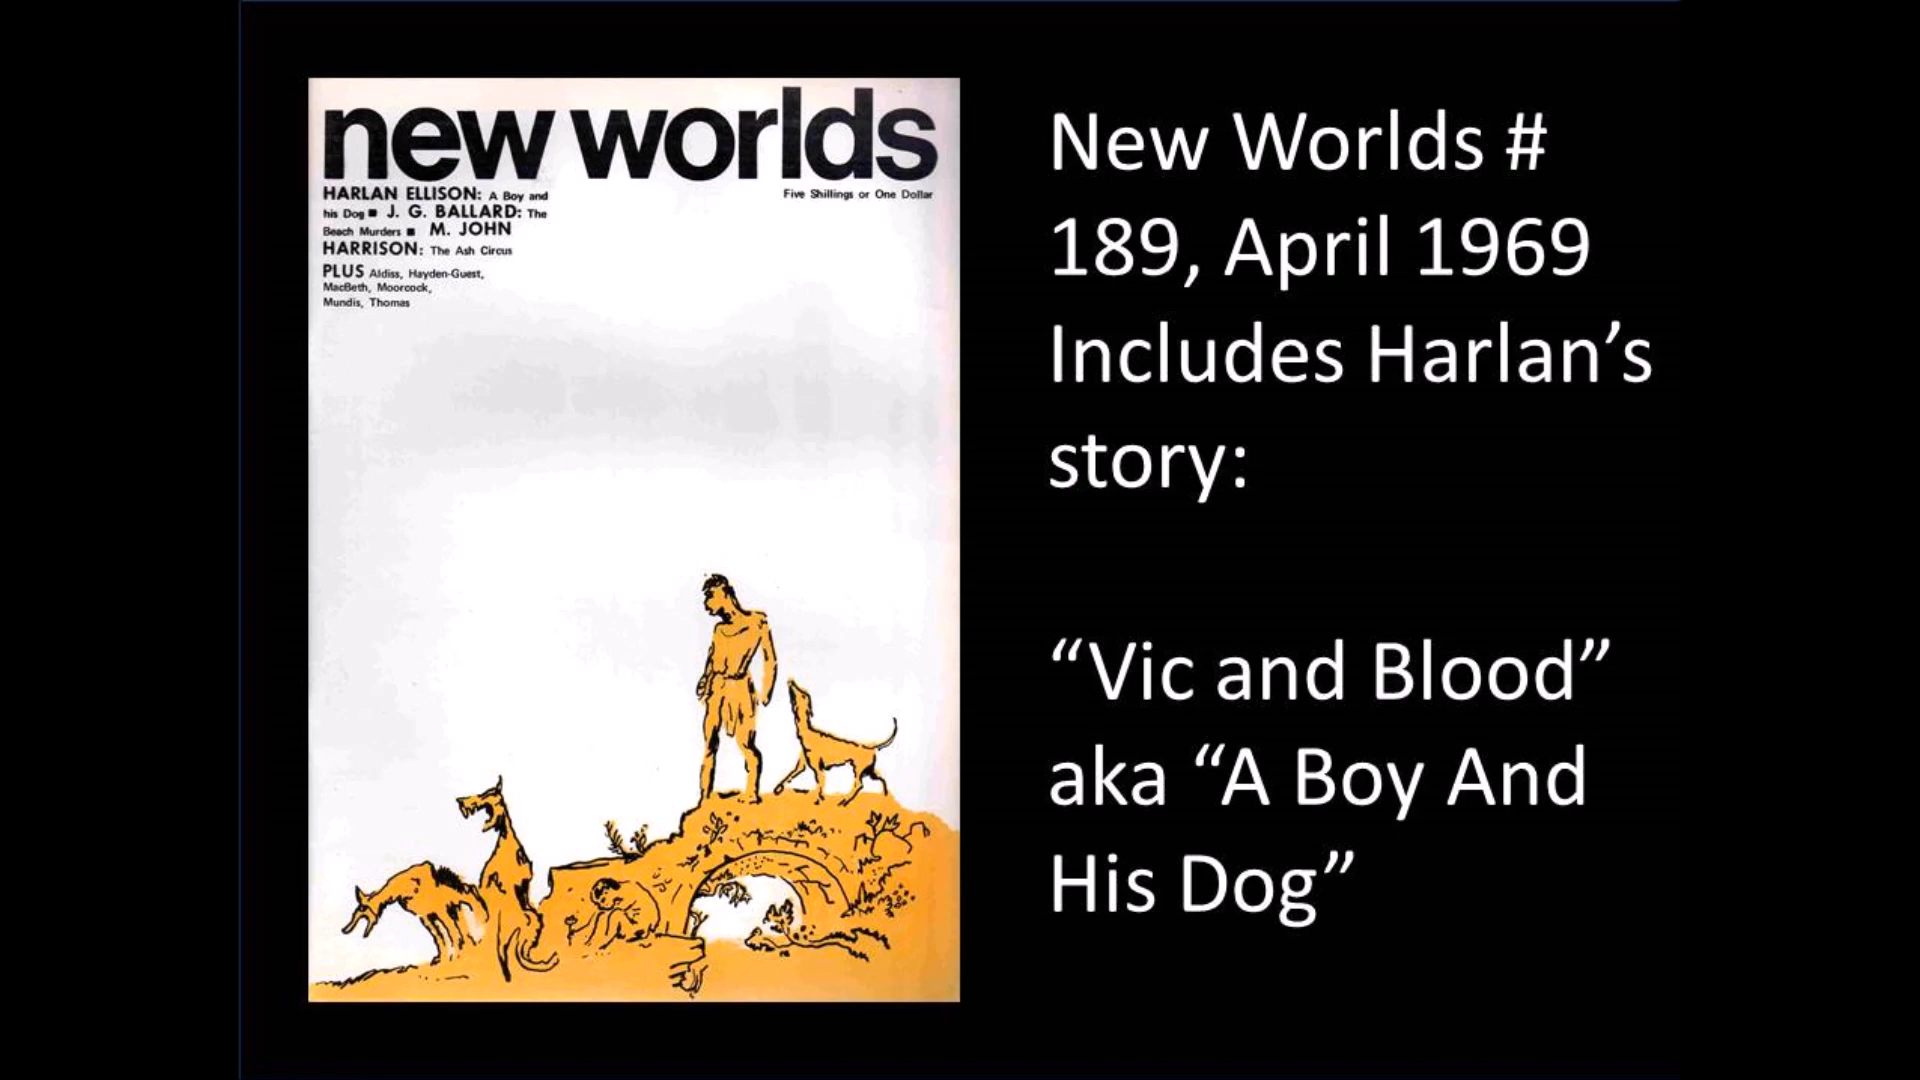 new worlds
HARLAN ELLISON: A Boy and
his Dog ■ J. G. BALLARD: The
Beach Murders ■ M. JOHN
HARRISON: The Ash Circus
PLUS Aldiss, Hayden-Guest,
MacBeth, Moorcock,
Mundis, Thomas
Five Shillings or One Dollar
New Worlds #
189, April 1969
Includes Harlan’s
story:
“Vic and Blood”
aka “A Boy And
His Dog”